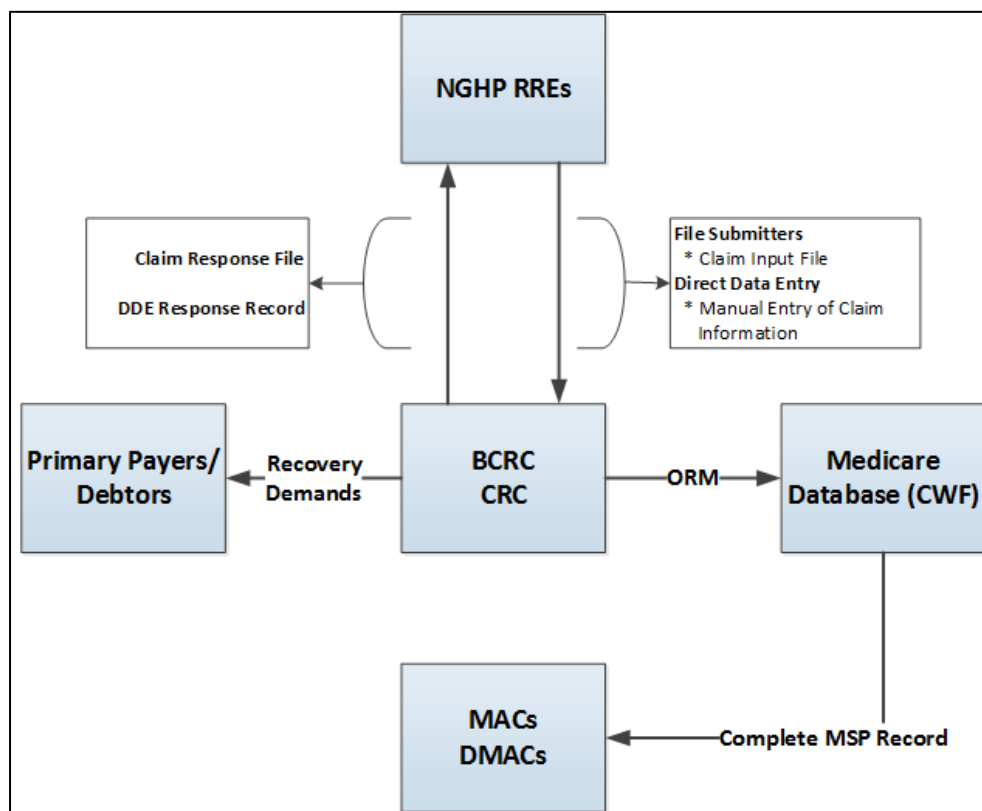 NGHP RREs
Claim Response File
DDE Response Record
File Submitters
* Claim Input File
Direct Data Entry
* Manual Entry of Claim
Information
Primary Payers/
Debtors
Recovery
Demands
BCRC
CRC
ORM
Medicare
Database (CWF)
MACs
DMACs
Complete MSP Record